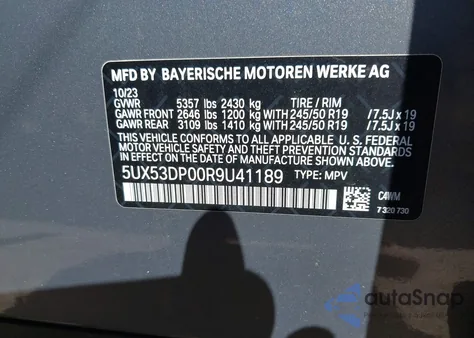 MFD BY BAYERISCHE MOTOREN WERKE AG
10/23
GVWR 5357 lbs 2430 kg TIRE / RIM
GAWR FRONT 2646 lbs 1200 kg WITH 245/50 R19 /7.5J x 19
GAWR REAR 3109 lbs 1410 kg WITH 245/50 R19 /7.5J x 19
THIS VEHICLE CONFORMS TO ALL APPLICABLE U. S. FEDERAL
MOTOR VEHICLE SAFETY AND THEFT PREVENTION STANDARDS
IN EFFECT ON THE DATE OF MANUFACTURE SHOWN ABOVE.
5UX53DP00R9U41189 TYPE: MPV
C4WM
7 320 730
autoSnap